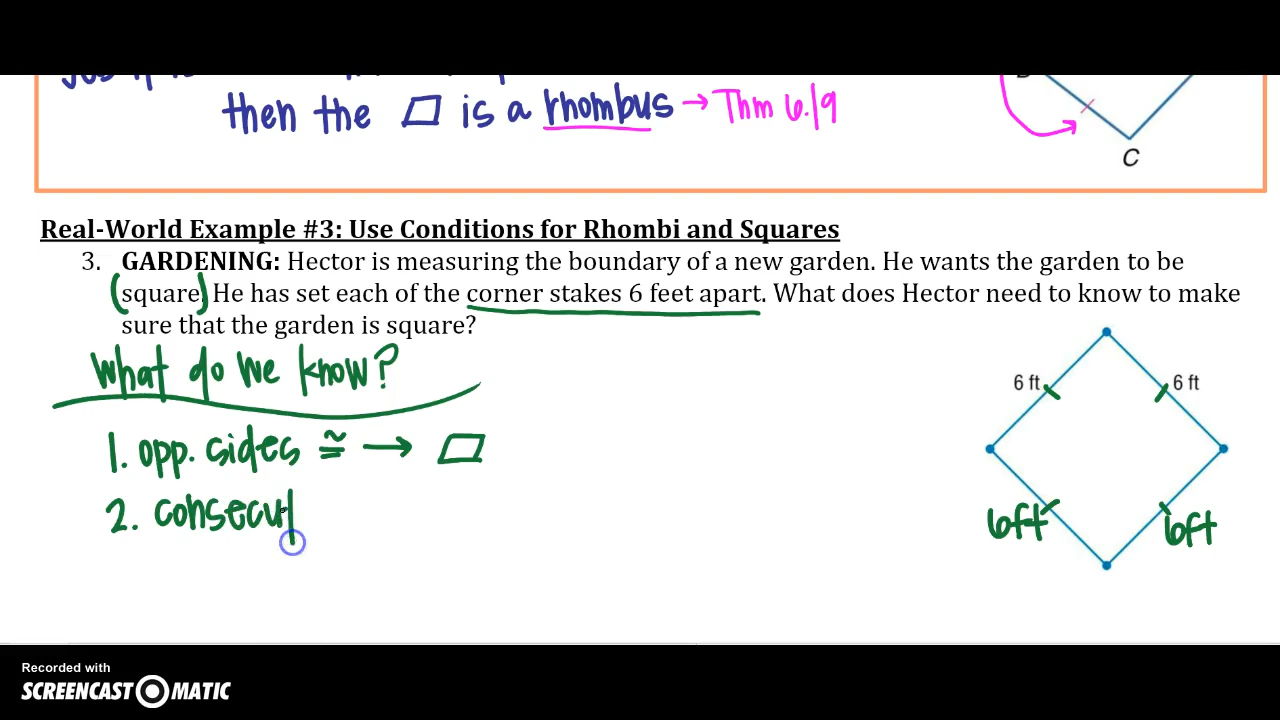 then the ▱ is a rhombus → Thm 6.19
C
Real-World Example #3: Use Conditions for Rhombi and Squares
3. GARDENING: Hector is measuring the boundary of a new garden. He wants the garden to be
(square.) He has set each of the corner stakes 6 feet apart. What does Hector need to know to make
sure that the garden is square?
What do we know?
6 ft 6 ft
1. opp. sides ≅ → ▱
2. consecu
6ft 6ft
Recorded with
SCREENCAST O MATIC